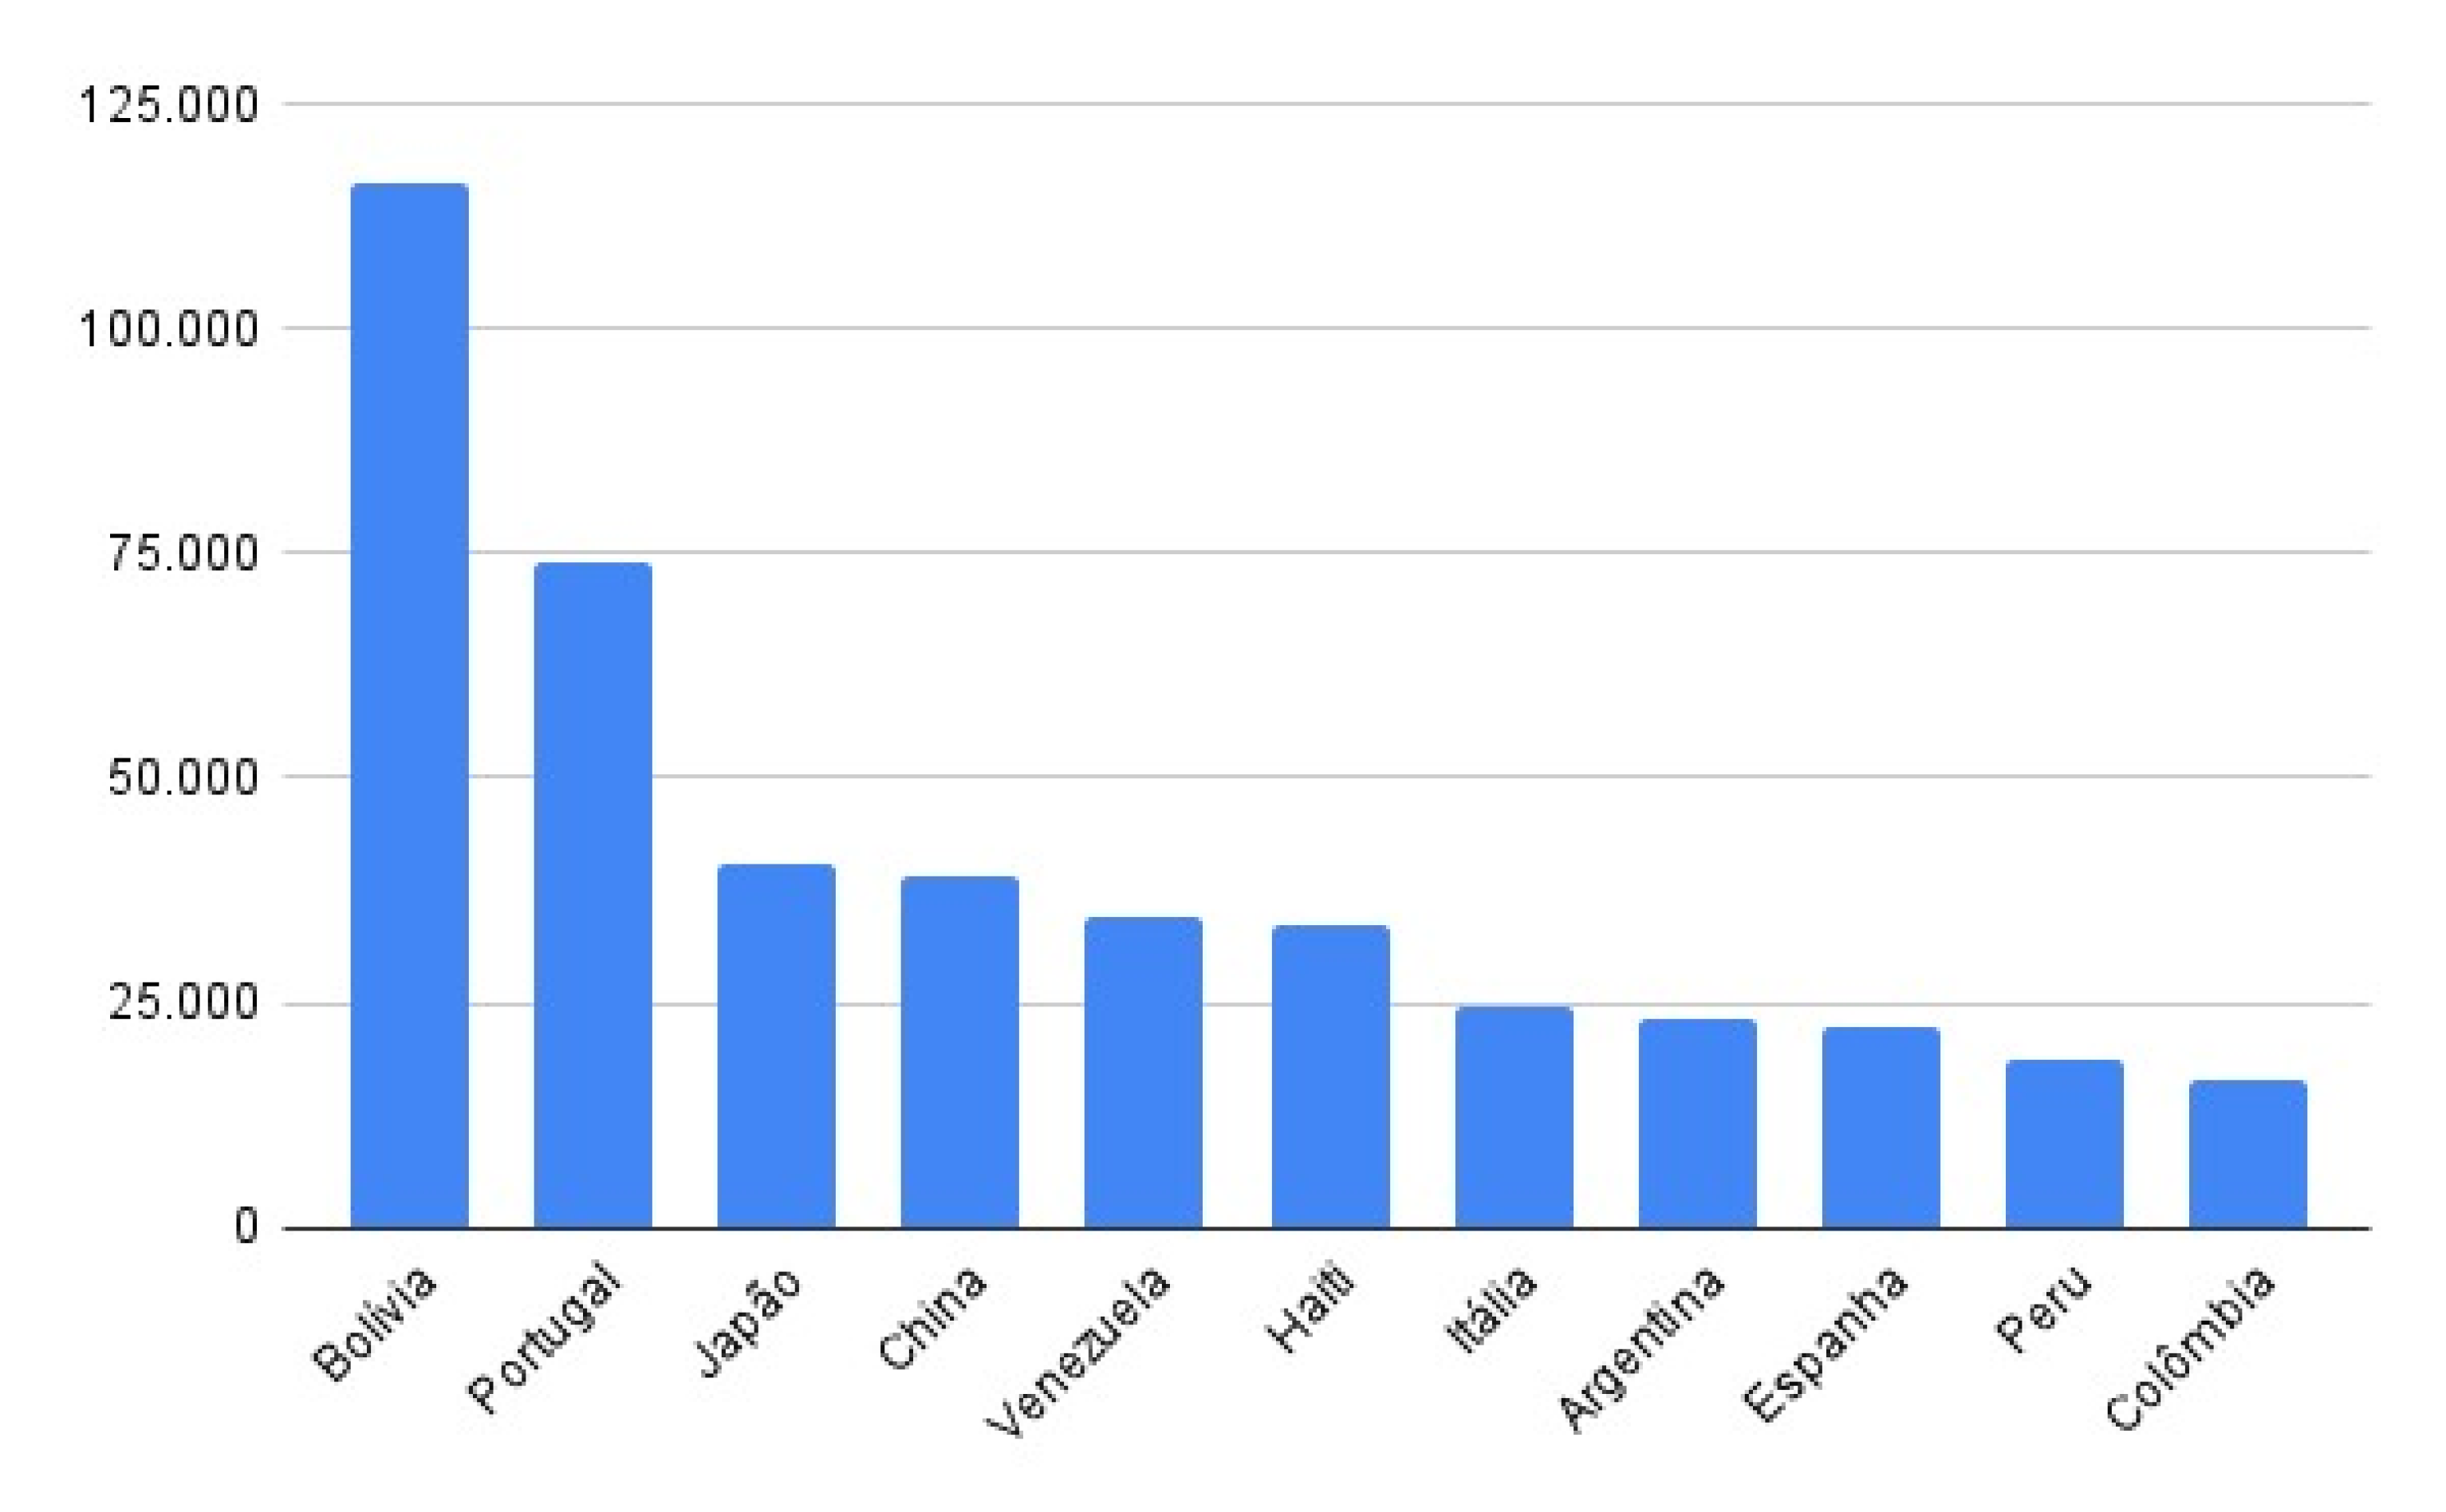 125.000
100.000
75.000
50.000
25.000
0
Bolívia
Portugal
Japão
China
Venezuela
Haiti
Itália
Argentina
Espanha
Peru
Colômbia